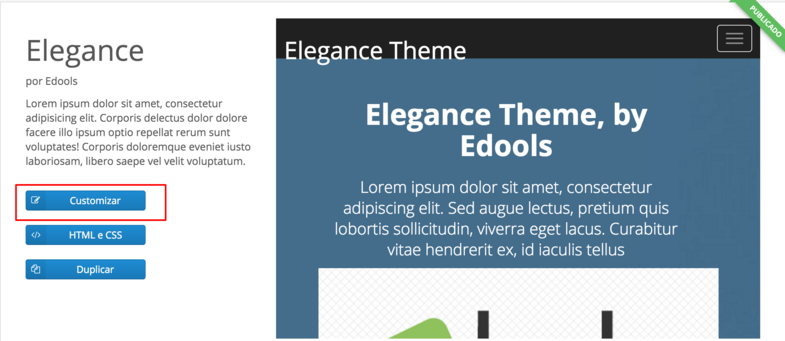 Elegance
por Edools
Lorem ipsum dolor sit amet, consectetur
adipisicing elit. Corporis delectus dolor dolore
facere illo ipsum optio repellat rerum sunt
voluptates! Corporis doloremque eveniet iusto
laboriosam, libero saepe vel velit voluptatum.
Customizar
HTML e CSS
Duplicar
PUBLICADO
Elegance Theme
Elegance Theme, by
Edools
Lorem ipsum dolor sit amet, consectetur
adipiscing elit. Sed augue lectus, pretium quis
lobortis sollicitudin, viverra eget lacus. Curabitur
vitae hendrerit ex, id iaculis tellus